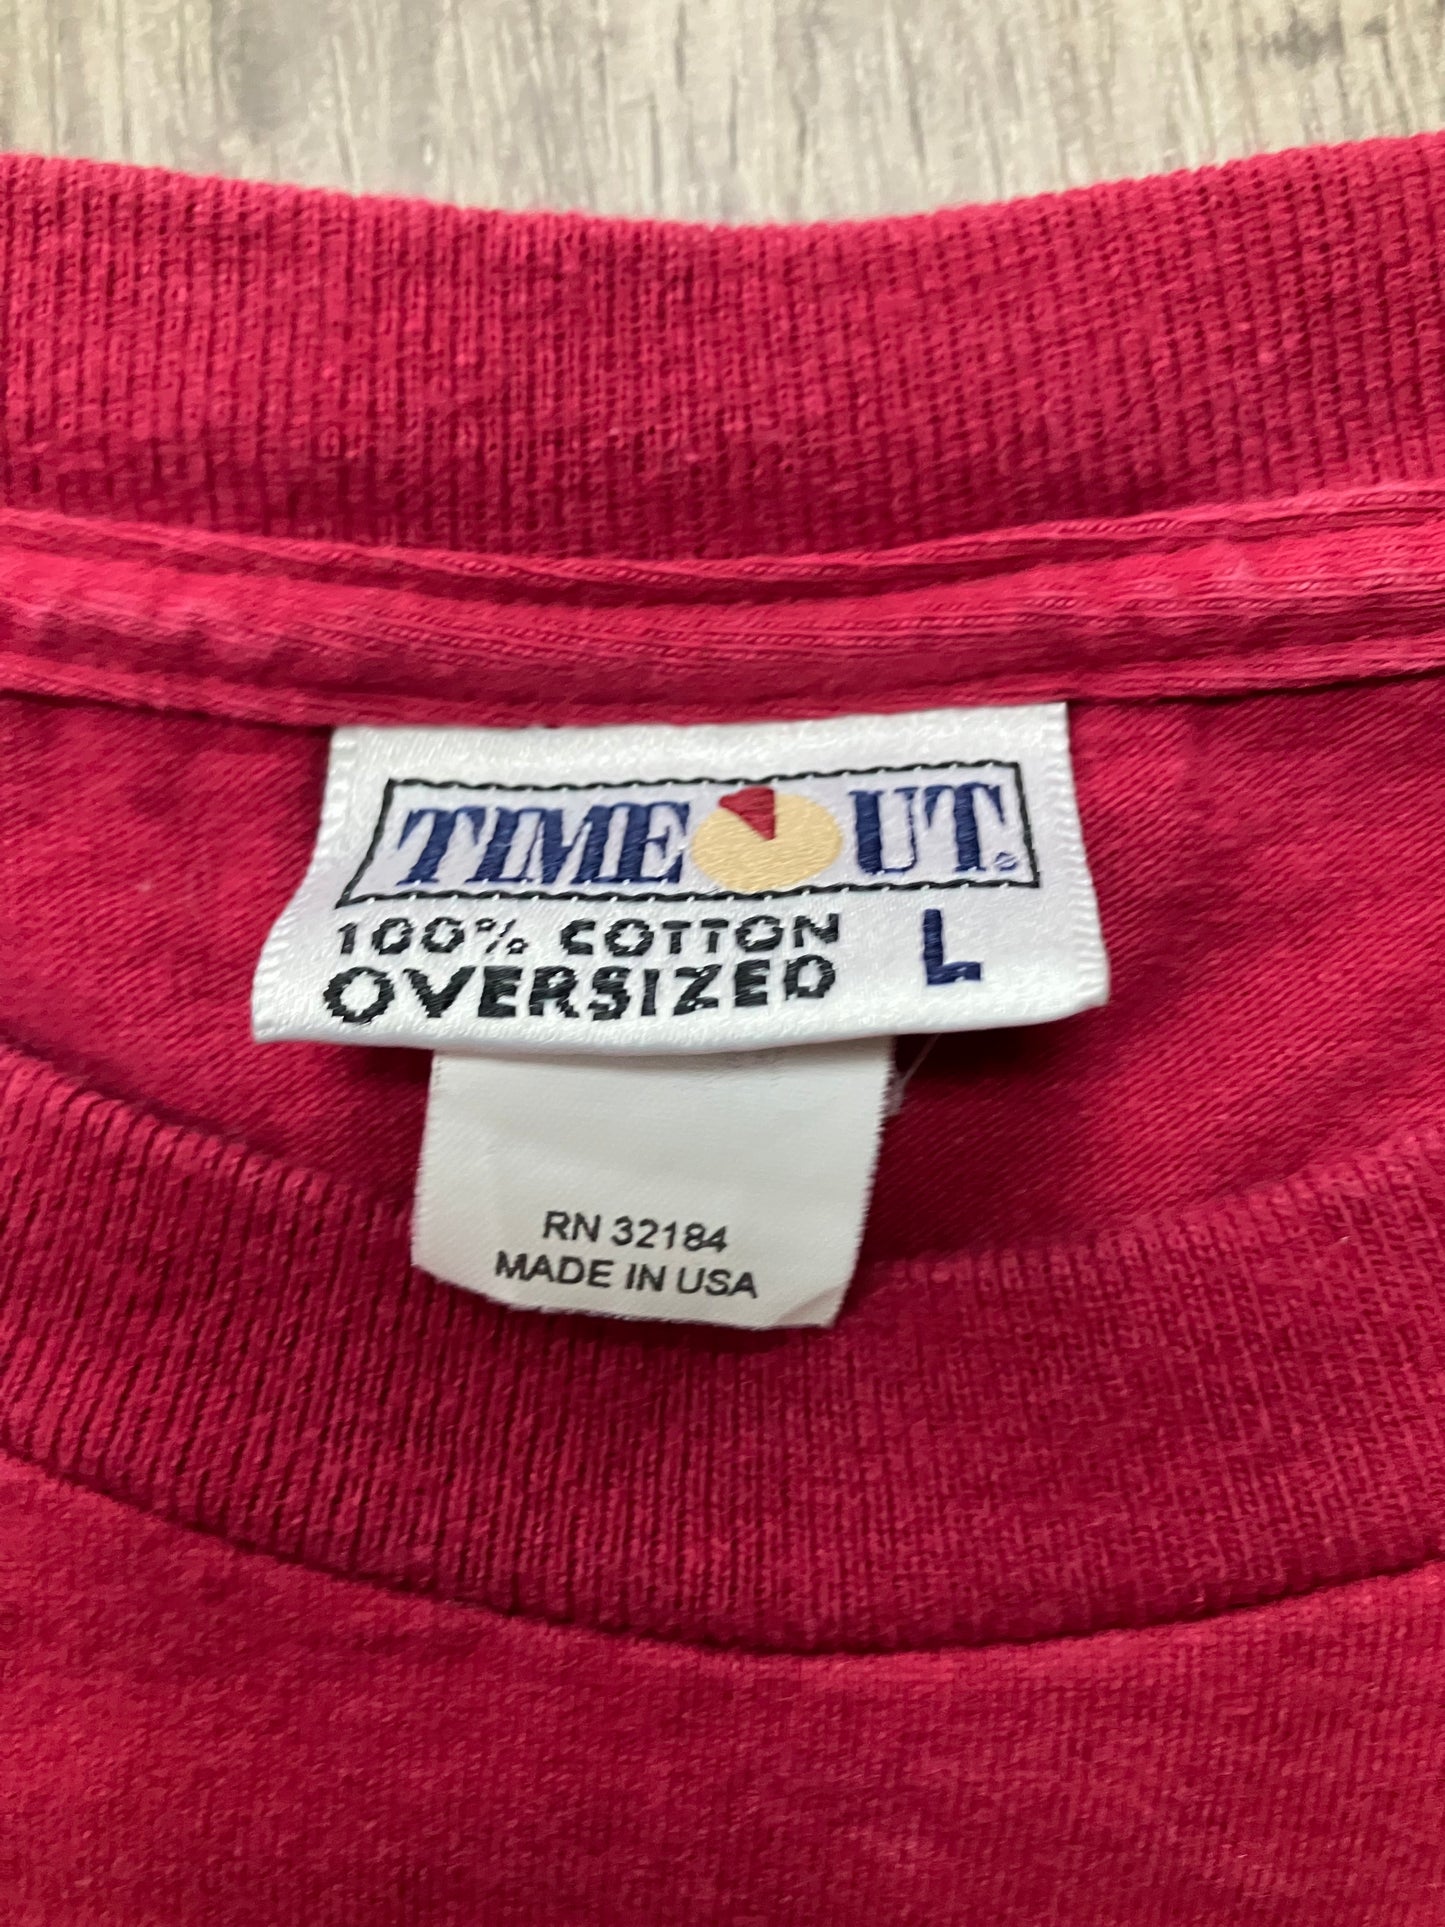 TIME OUT®
100% COTTON
OVERSIZED L
RN 32184
MADE IN USA